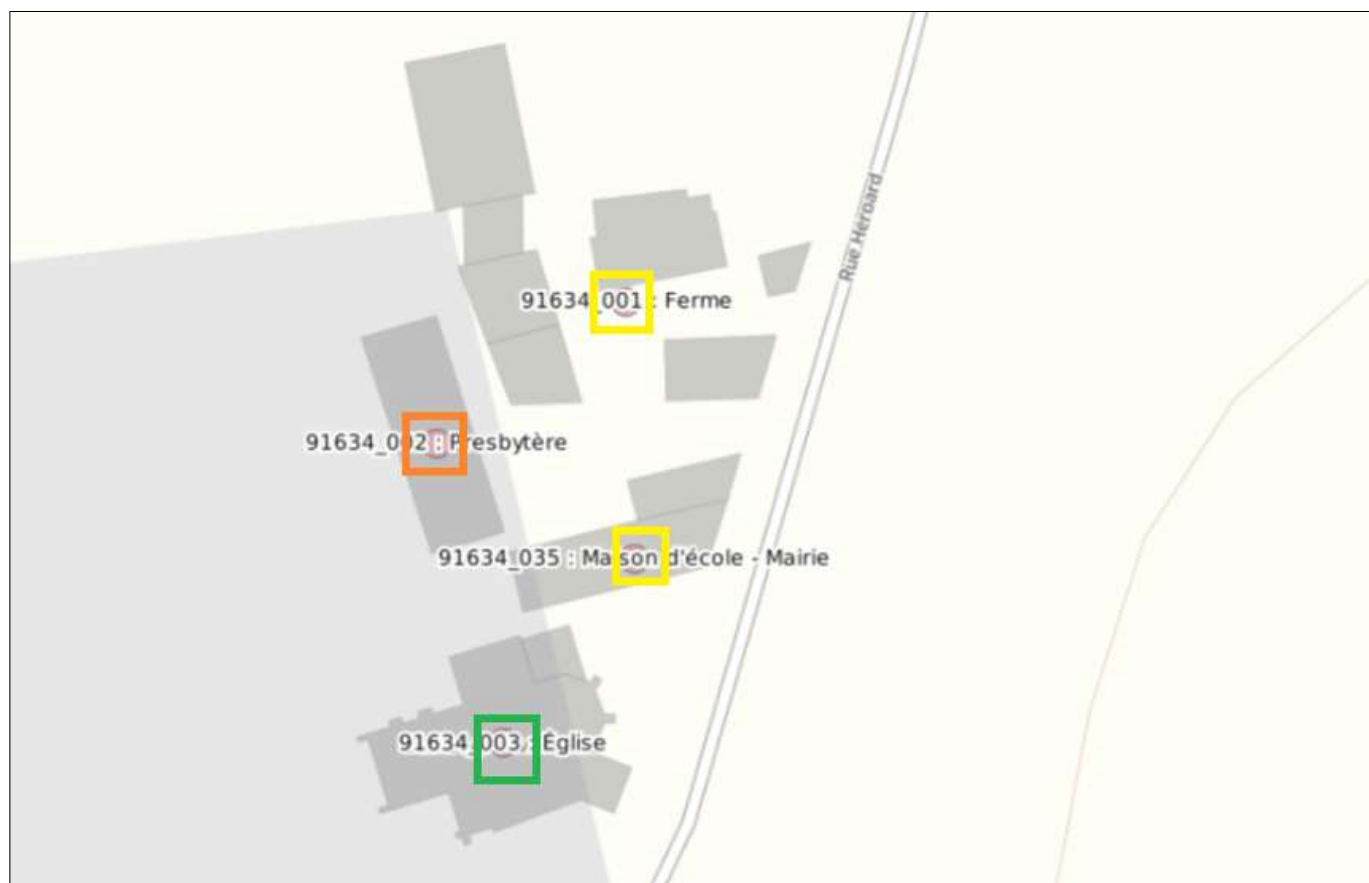 Rue Héroard
91634_001 : Ferme
91634_002 : Presbytère
91634_035 : Maison d'école - Mairie
91634_003 : Église